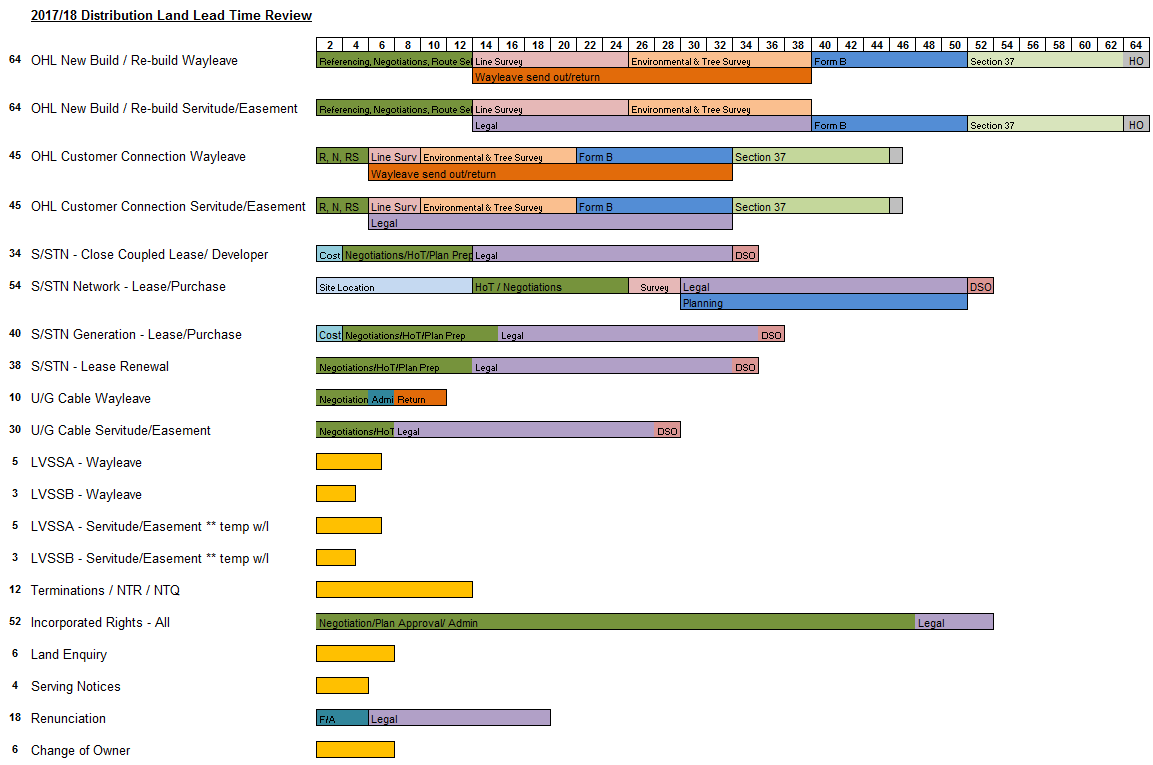 2017/18 Distribution Land Lead Time Review
2 4 6 8 10 12 14 16 18 20 22 24 26 28 30 32 34 36 38 40 42 44 46 48 50 52 54 56 58 60 62 64
64 OHL New Build / Re-build Wayleave Referencing, Negotiations, Route Sel Line Survey Environmental & Tree Survey Form B Section 37 HO
Wayleave send out/return
64 OHL New Build / Re-build Servitude/Easement Referencing, Negotiations, Route Sel Line Survey Environmental & Tree Survey
Legal Form B Section 37 HO
45 OHL Customer Connection Wayleave R, N, RS Line Surv Environmental & Tree Survey Form B Section 37
Wayleave send out/return
45 OHL Customer Connection Servitude/Easement R, N, RS Line Surv Environmental & Tree Survey Form B Section 37
Legal
34 S/STN - Close Coupled Lease/ Developer Cost Negotiations/HoT/Plan Prep Legal DSO
54 S/STN Network - Lease/Purchase Site Location HoT / Negotiations Survey Legal DSO
Planning
40 S/STN Generation - Lease/Purchase Cost Negotiations/HoT/Plan Prep Legal DSO
38 S/STN - Lease Renewal Negotiations/HoT/Plan Prep Legal DSO
10 U/G Cable Wayleave Negotiation Admi Return
30 U/G Cable Servitude/Easement Negotiations/HoT Legal DSO
5 LVSSA - Wayleave
3 LVSSB - Wayleave
5 LVSSA - Servitude/Easement ** temp w/l
3 LVSSB - Servitude/Easement ** temp w/l
12 Terminations / NTR / NTQ
52 Incorporated Rights - All Negotiation/Plan Approval/ Admin Legal
6 Land Enquiry
4 Serving Notices
18 Renunciation F/A Legal
6 Change of Owner